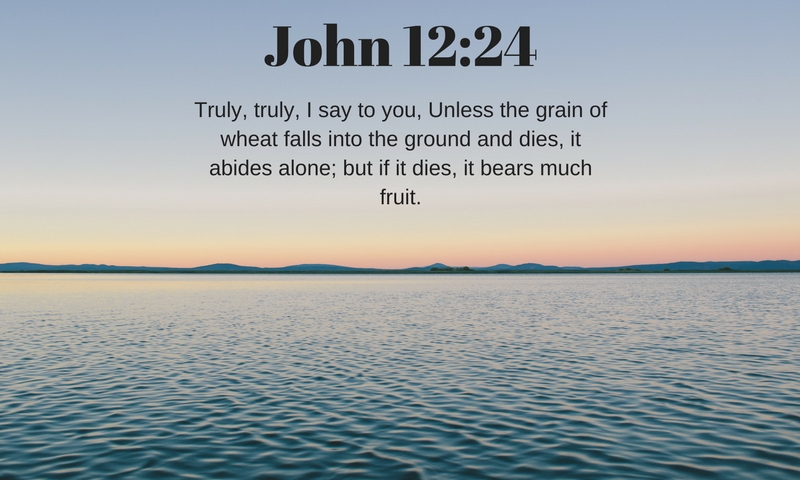 John 12:24
Truly, truly, I say to you, Unless the grain of
wheat falls into the ground and dies, it
abides alone; but if it dies, it bears much
fruit.